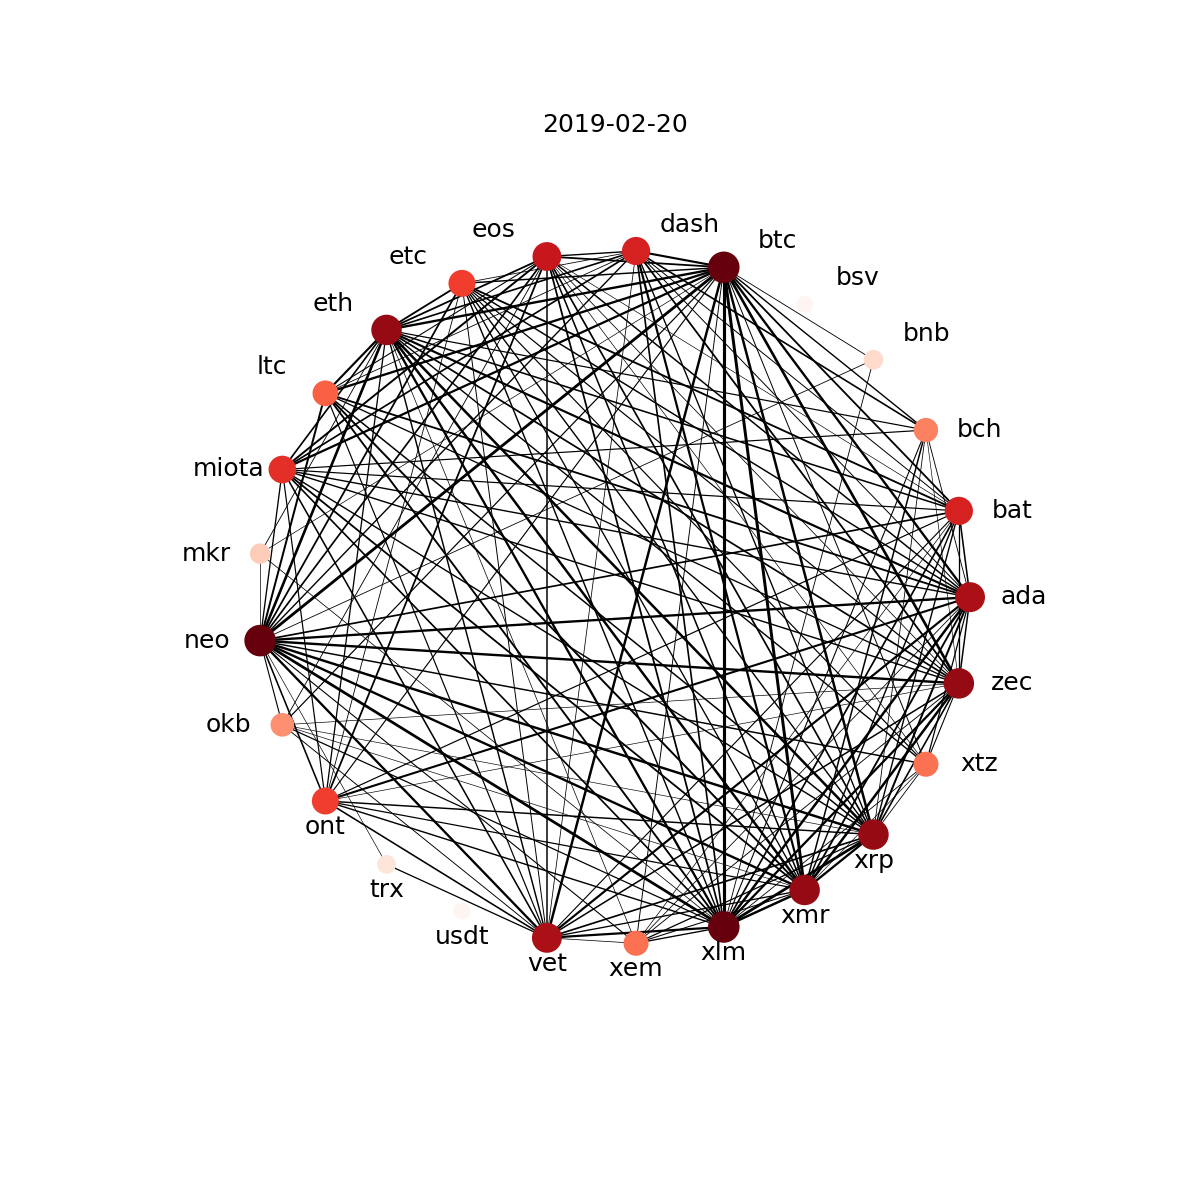 2019-02-20
dash
eos
btc
etc
bsv
eth
bnb
ltc
bch
miota
bat
mkr
ada
neo
zec
okb
xtz
ont
xrp
trx
xmr
usdt
xlm
vet
xem